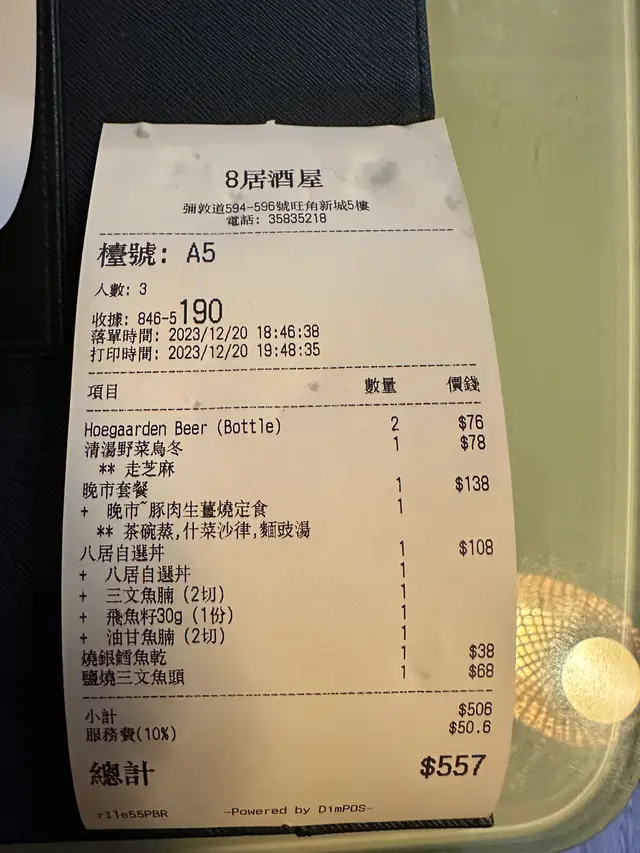 8居酒屋
彌敦道594-596號旺角新城5樓
電話: 35835218
檯號: A5
人數: 3
收據: 846-5190
落單時間: 2023/12/20 18:46:38
打印時間: 2023/12/20 19:48:35
項目 數量 價錢
Hoegaarden Beer (Bottle) 2 $76
清湯野菜烏冬 1 $78
** 走芝麻
晚市套餐 1 $138
+ 晚市~豚肉生薑燒定食 1
** 茶碗蒸,什菜沙律,麵豉湯
八居自選丼 1 $108
+ 八居自選丼 1
+ 三文魚腩 (2切) 1
+ 飛魚籽30g (1份) 1
+ 油甘魚腩 (2切) 1
燒銀鱈魚乾 1 $38
鹽燒三文魚頭 1 $68
小計 $506
服務費(10%) $50.6
總計 $557
rIle55PBR -Powered by DimPOS-